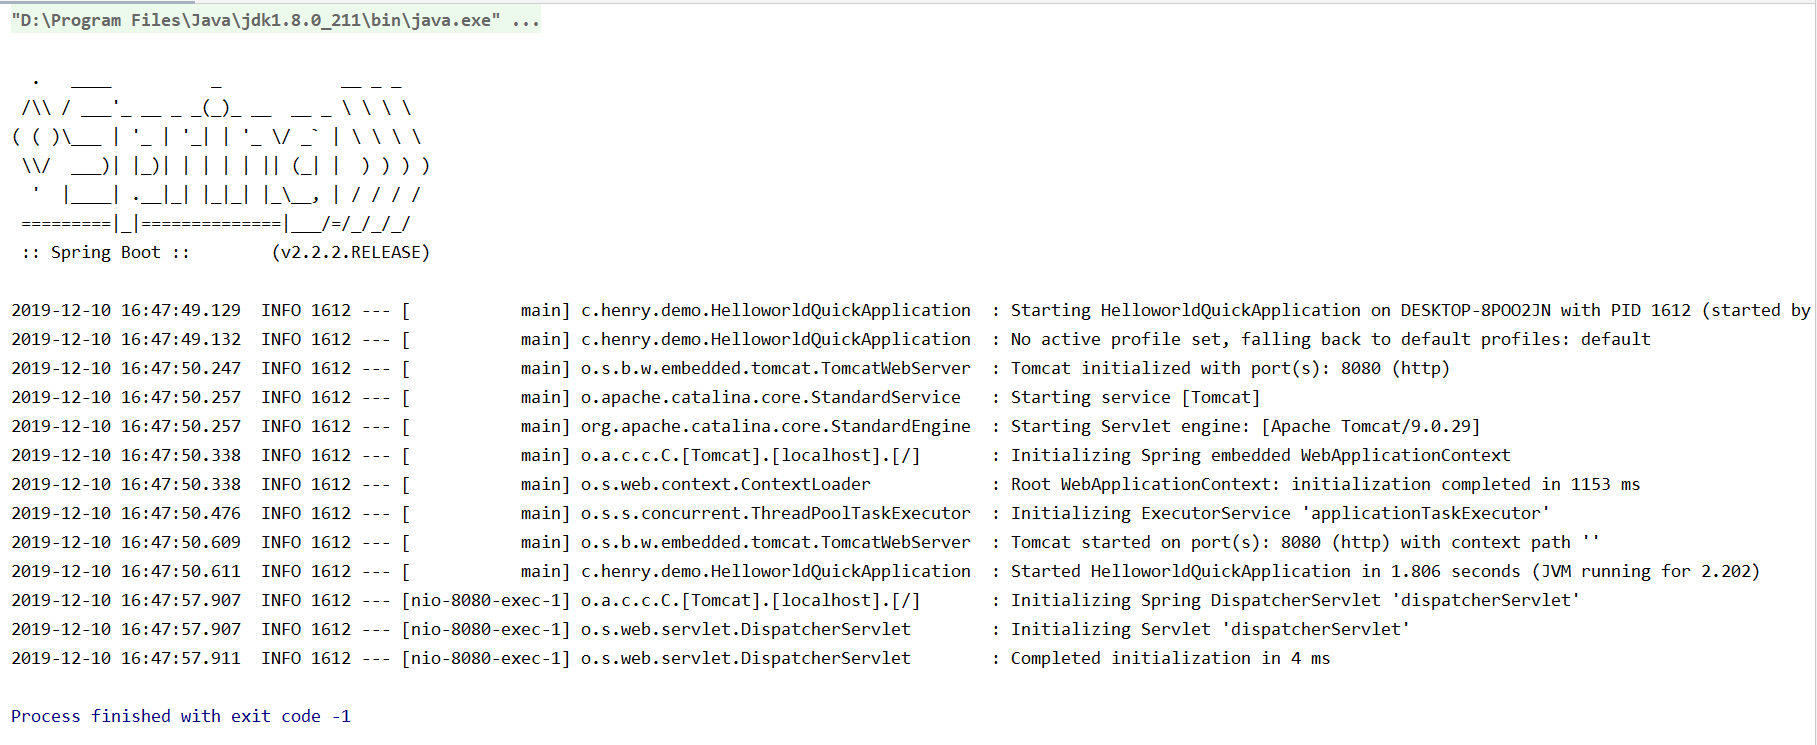 "D:\Program Files\Java\jdk1.8.0_211\bin\java.exe" ...
  .   ____          _            __ _ _
 /\\ / ___'_ __ _ _(_)_ __  __ _ \ \ \ \
( ( )\___ | '_ | '_| | '_ \/ _` | \ \ \ \
 \\/  ___)| |_)| | | | | || (_| |  ) ) ) )
  '  |____| .__|_| |_|_| |_\__, | / / / /
 =========|_|==============|___/=/_/_/_/
 :: Spring Boot ::        (v2.2.2.RELEASE)
2019-12-10 16:47:49.129  INFO 1612 --- [           main] c.henry.demo.HelloworldQuickApplication  : Starting HelloworldQuickApplication on DESKTOP-8POO2JN with PID 1612 (started by
2019-12-10 16:47:49.132  INFO 1612 --- [           main] c.henry.demo.HelloworldQuickApplication  : No active profile set, falling back to default profiles: default
2019-12-10 16:47:50.247  INFO 1612 --- [           main] o.s.b.w.embedded.tomcat.TomcatWebServer  : Tomcat initialized with port(s): 8080 (http)
2019-12-10 16:47:50.257  INFO 1612 --- [           main] o.apache.catalina.core.StandardService   : Starting service [Tomcat]
2019-12-10 16:47:50.257  INFO 1612 --- [           main] org.apache.catalina.core.StandardEngine  : Starting Servlet engine: [Apache Tomcat/9.0.29]
2019-12-10 16:47:50.338  INFO 1612 --- [           main] o.a.c.c.C.[Tomcat].[localhost].[/]       : Initializing Spring embedded WebApplicationContext
2019-12-10 16:47:50.338  INFO 1612 --- [           main] o.s.web.context.ContextLoader            : Root WebApplicationContext: initialization completed in 1153 ms
2019-12-10 16:47:50.476  INFO 1612 --- [           main] o.s.s.concurrent.ThreadPoolTaskExecutor  : Initializing ExecutorService 'applicationTaskExecutor'
2019-12-10 16:47:50.609  INFO 1612 --- [           main] o.s.b.w.embedded.tomcat.TomcatWebServer  : Tomcat started on port(s): 8080 (http) with context path ''
2019-12-10 16:47:50.611  INFO 1612 --- [           main] c.henry.demo.HelloworldQuickApplication  : Started HelloworldQuickApplication in 1.806 seconds (JVM running for 2.202)
2019-12-10 16:47:57.907  INFO 1612 --- [nio-8080-exec-1] o.a.c.c.C.[Tomcat].[localhost].[/]       : Initializing Spring DispatcherServlet 'dispatcherServlet'
2019-12-10 16:47:57.907  INFO 1612 --- [nio-8080-exec-1] o.s.web.servlet.DispatcherServlet        : Initializing Servlet 'dispatcherServlet'
2019-12-10 16:47:57.911  INFO 1612 --- [nio-8080-exec-1] o.s.web.servlet.DispatcherServlet        : Completed initialization in 4 ms
Process finished with exit code -1